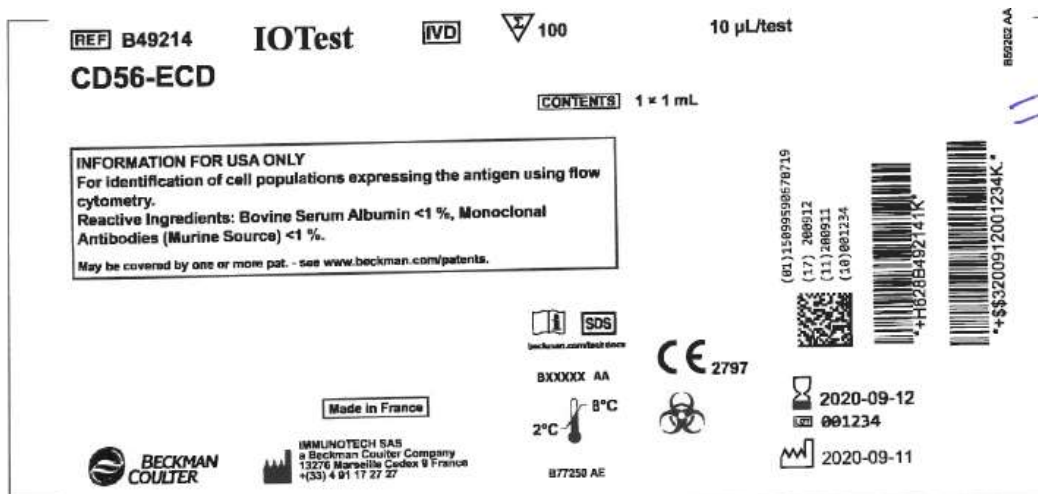 REF B49214 IOTest IVD Σ 100 10 µL/test
CD56-ECD
CONTENTS 1 × 1 mL
INFORMATION FOR USA ONLY
For identification of cell populations expressing the antigen using flow
cytometry.
Reactive Ingredients: Bovine Serum Albumin <1 %, Monoclonal
Antibodies (Murine Source) <1 %.
May be covered by one or more pat. - see www.beckman.com/patents.
SDS
beckman.com/techdocs
BXXXXX AA
8°C
2°C
B77250 AE
CE 2797
Made in France
BECKMAN
COULTER
IMMUNOTECH SAS
a Beckman Coulter Company
13276 Marseille Cedex 9 France
+(33) 4 91 17 27 27
(01)15099590670719
(17) 200912
(11)200911
(10)001234
*+H628B492141K*
*+$$3200912001234K.*
B59202 AA
2020-09-12
LOT 001234
2020-09-11